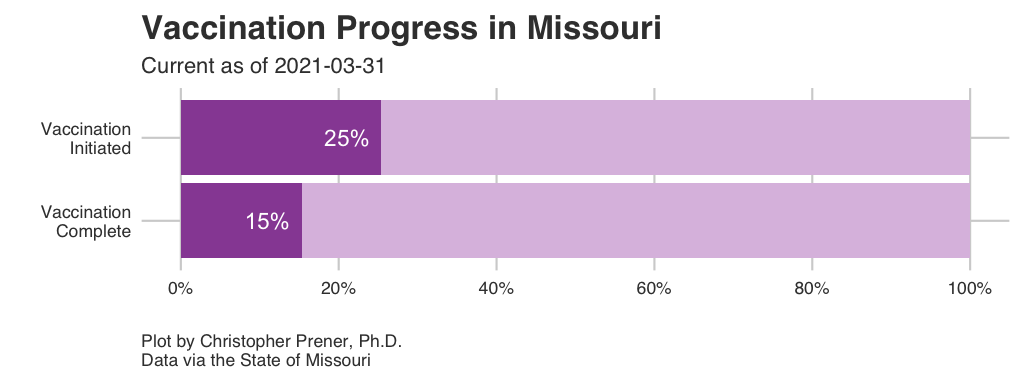 Vaccination Progress in Missouri
Current as of 2021-03-31
Vaccination
Initiated
25%
Vaccination
Complete
15%
0% 20% 40% 60% 80% 100%
Plot by Christopher Prener, Ph.D.
Data via the State of Missouri